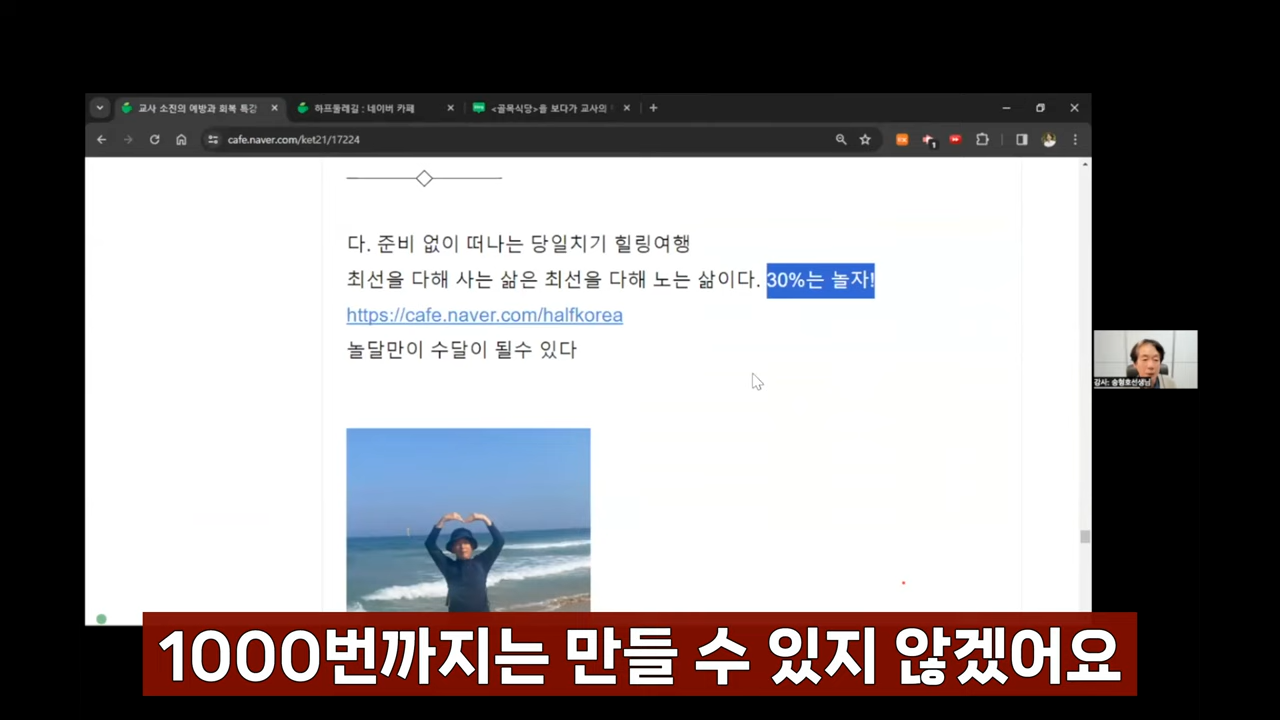 교사 소진의 예방과 회복 특강
하프둘레길 : 네이버 카페
<골목식당>을 보다가 교사의
cafe.naver.com/ket21/17224
다. 준비 없이 떠나는 당일치기 힐링여행
최선을 다해 사는 삶은 최선을 다해 노는 삶이다. 30%는 놀자!
https://cafe.naver.com/halfkorea
놀달만이 수달이 될수 있다
강사: 송형호선생님
1000번까지는 만들 수 있지 않겠어요